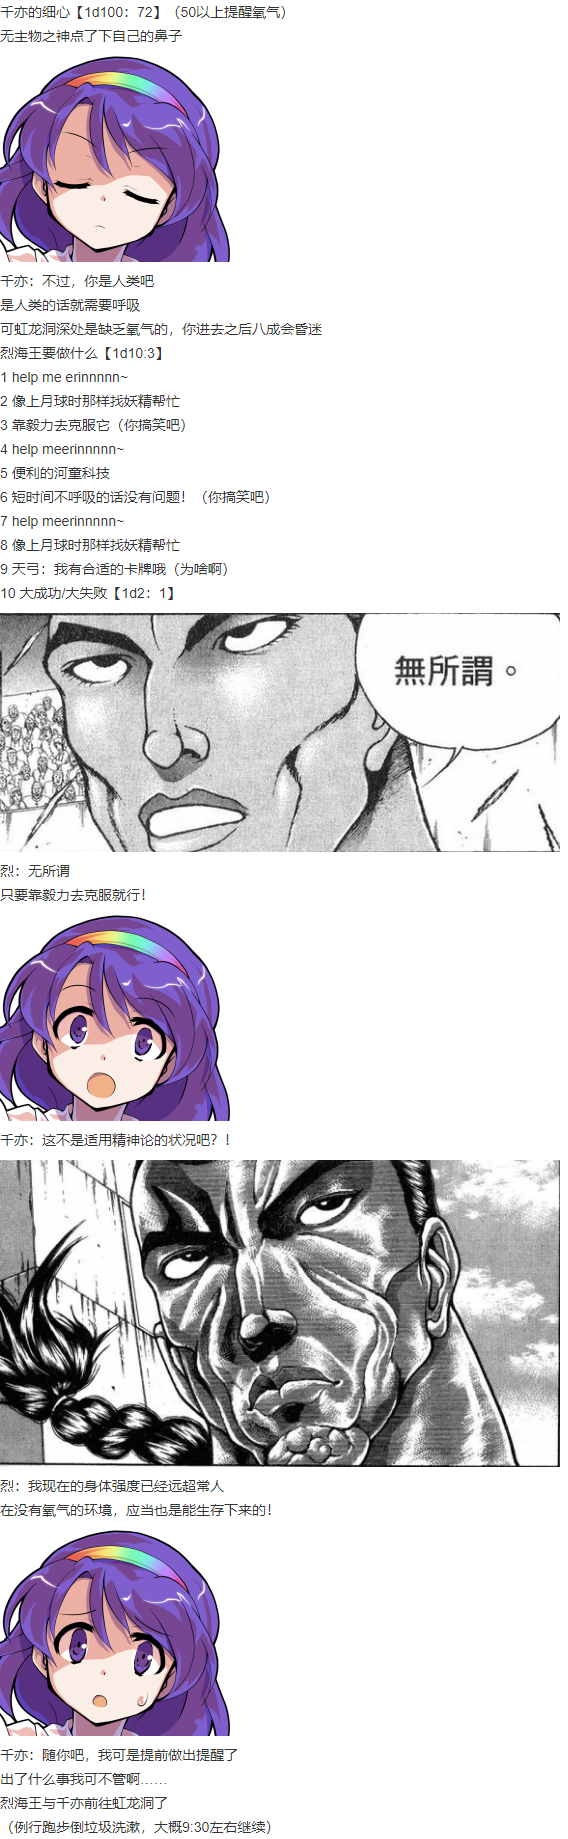 千亦的细心【1d100：72】（50以上提醒氧气）
无主物之神点了下自己的鼻子
千亦：不过，你是人类吧
是人类的话就需要呼吸
可虹龙洞深处是缺乏氧气的，你进去之后八成会昏迷
烈海王要做什么【1d10:3】
1 help me erinnnnn~
2 像上月球时那样找妖精帮忙
3 靠毅力去克服它（你搞笑吧）
4 help meerinnnnn~
5 便利的河童科技
6 短时间不呼吸的话没有问题！（你搞笑吧）
7 help meerinnnnn~
8 像上月球时那样找妖精帮忙
9 天弓：我有合适的卡牌哦（为啥啊）
10 大成功/大失败【1d2：1】
無所謂。
烈：无所谓
只要靠毅力去克服就行！
千亦：这不是适用精神论的状况吧？！
烈：我现在的身体强度已经远超常人
在没有氧气的环境，应当也是能生存下来的！
千亦：随你吧，我可是提前做出提醒了
出了什么事我可不管啊……
烈海王与千亦前往虹龙洞了
（例行跑步倒垃圾洗漱，大概9:30左右继续）